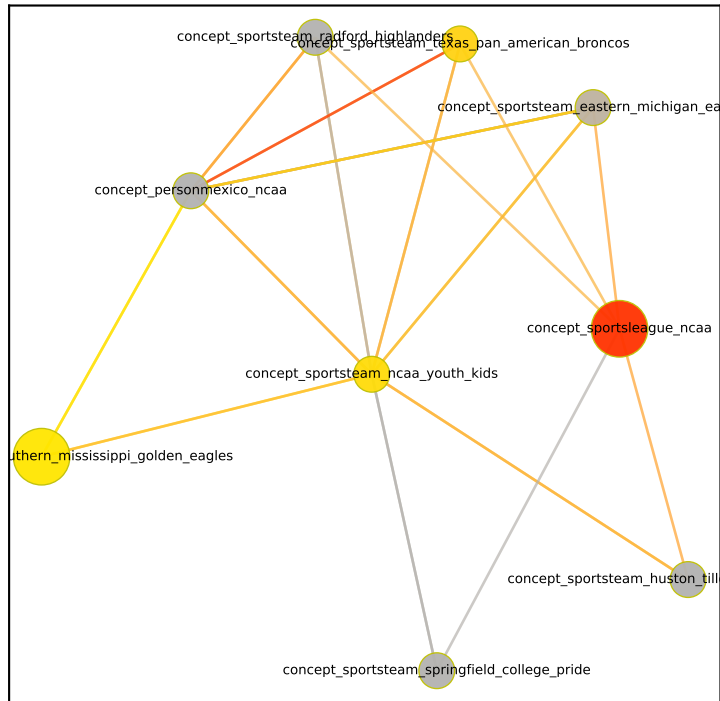 concept_sportsteam_radford_highlanders
concept_sportsteam_texas_pan_american_broncos
concept_sportsteam_eastern_michigan_ea
concept_personmexico_ncaa
concept_sportsleague_ncaa
concept_sportsteam_ncaa_youth_kids
uthern_mississippi_golden_eagles
concept_sportsteam_huston_till
concept_sportsteam_springfield_college_pride